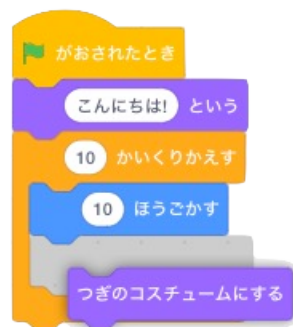 がおされたとき
こんにちは! という
10 かいくりかえす
10 ほうごかす
つぎのコスチュームにする